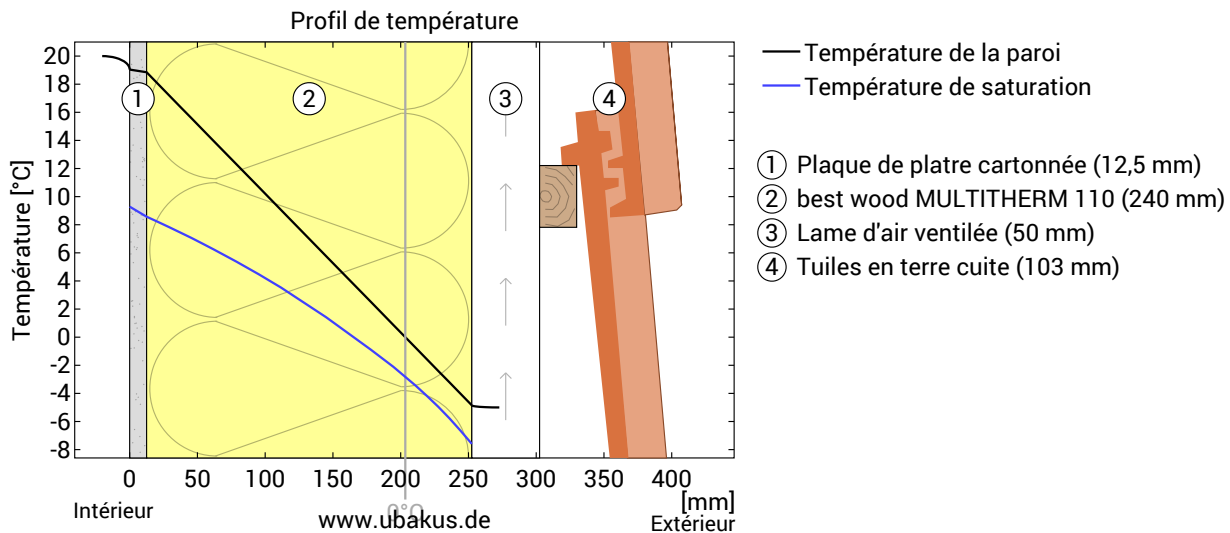 Profil de température
Température [°C]
20
18
16
14
12
10
8
6
4
2
0
-2
-4
-6
-8
1
2
3
4
0
50
100
150
200
250
300
350
400
[mm]
Intérieur
0°C
www.ubakus.de
Extérieur
Température de la paroi
Température de saturation
1 Plaque de platre cartonnée (12,5 mm)
2 best wood MULTITHERM 110 (240 mm)
3 Lame d'air ventilée (50 mm)
4 Tuiles en terre cuite (103 mm)